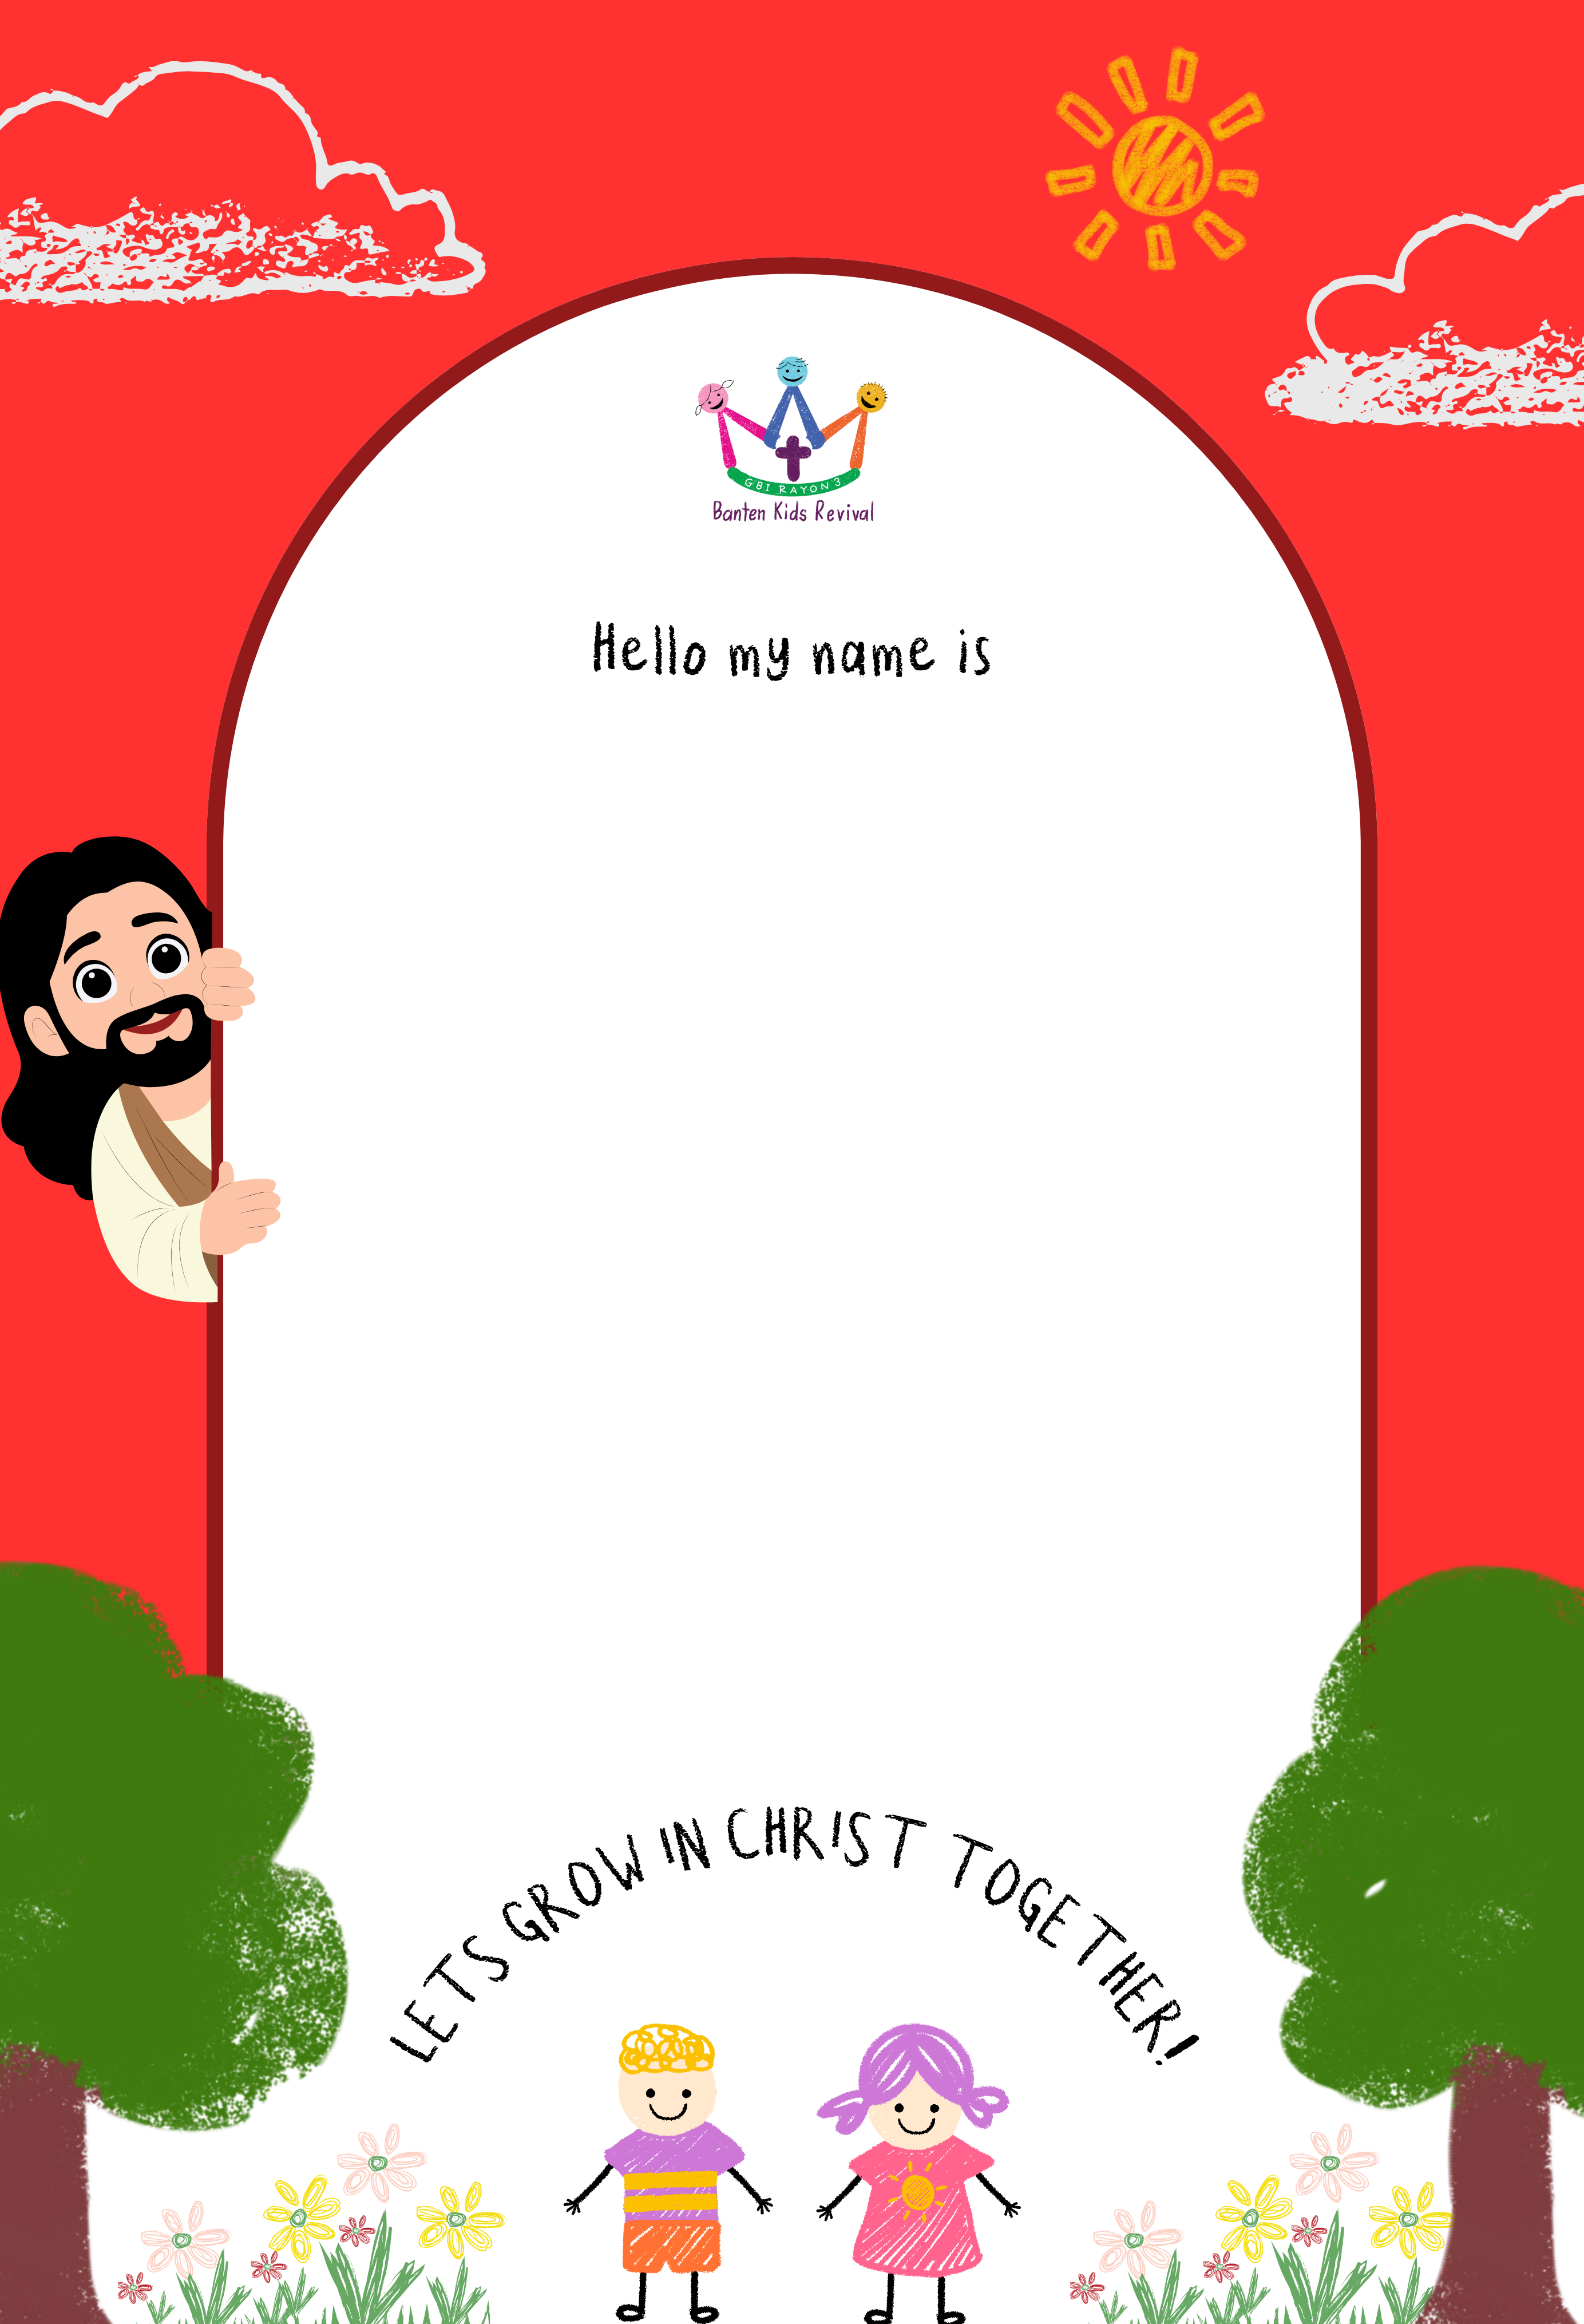 GBI RAYON 3
Banten Kids Revival
Hello my name is
LETS GROW IN CHRIST TOGETHER!